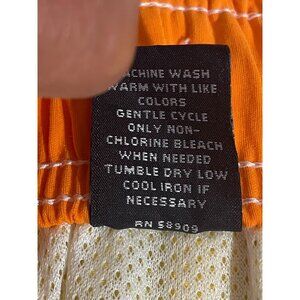 ACHINE WASH
WARM WITH LIKE
COLORS
GENTLE CYCLE
ONLY NON-
CHLORINE BLEACH
WHEN NEEDED
TUMBLE DRY LOW
COOL IRON IF
NECESSARY
RN 58909